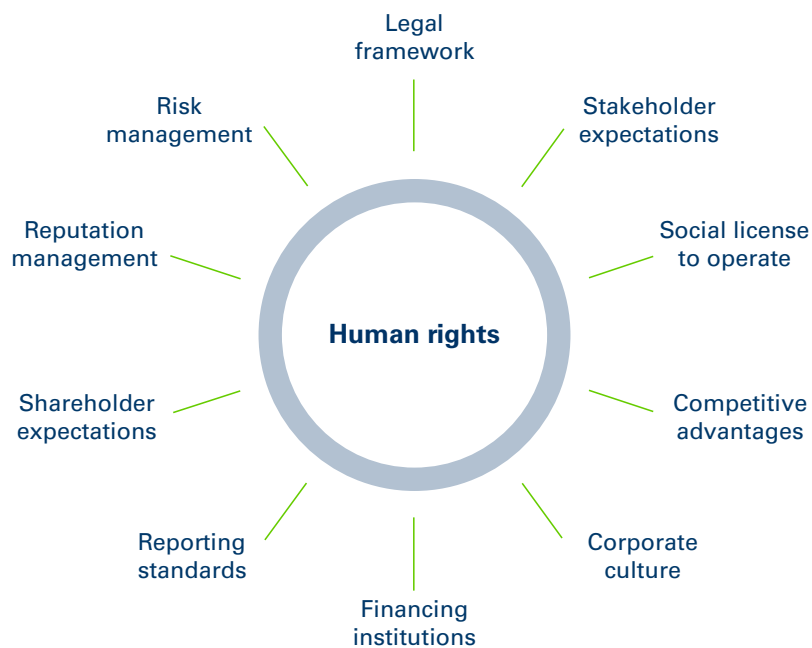 Legal
framework
Risk
management
Stakeholder
expectations
Reputation
management
Social license
to operate
Human rights
Shareholder
expectations
Competitive
advantages
Reporting
standards
Corporate
culture
Financing
institutions